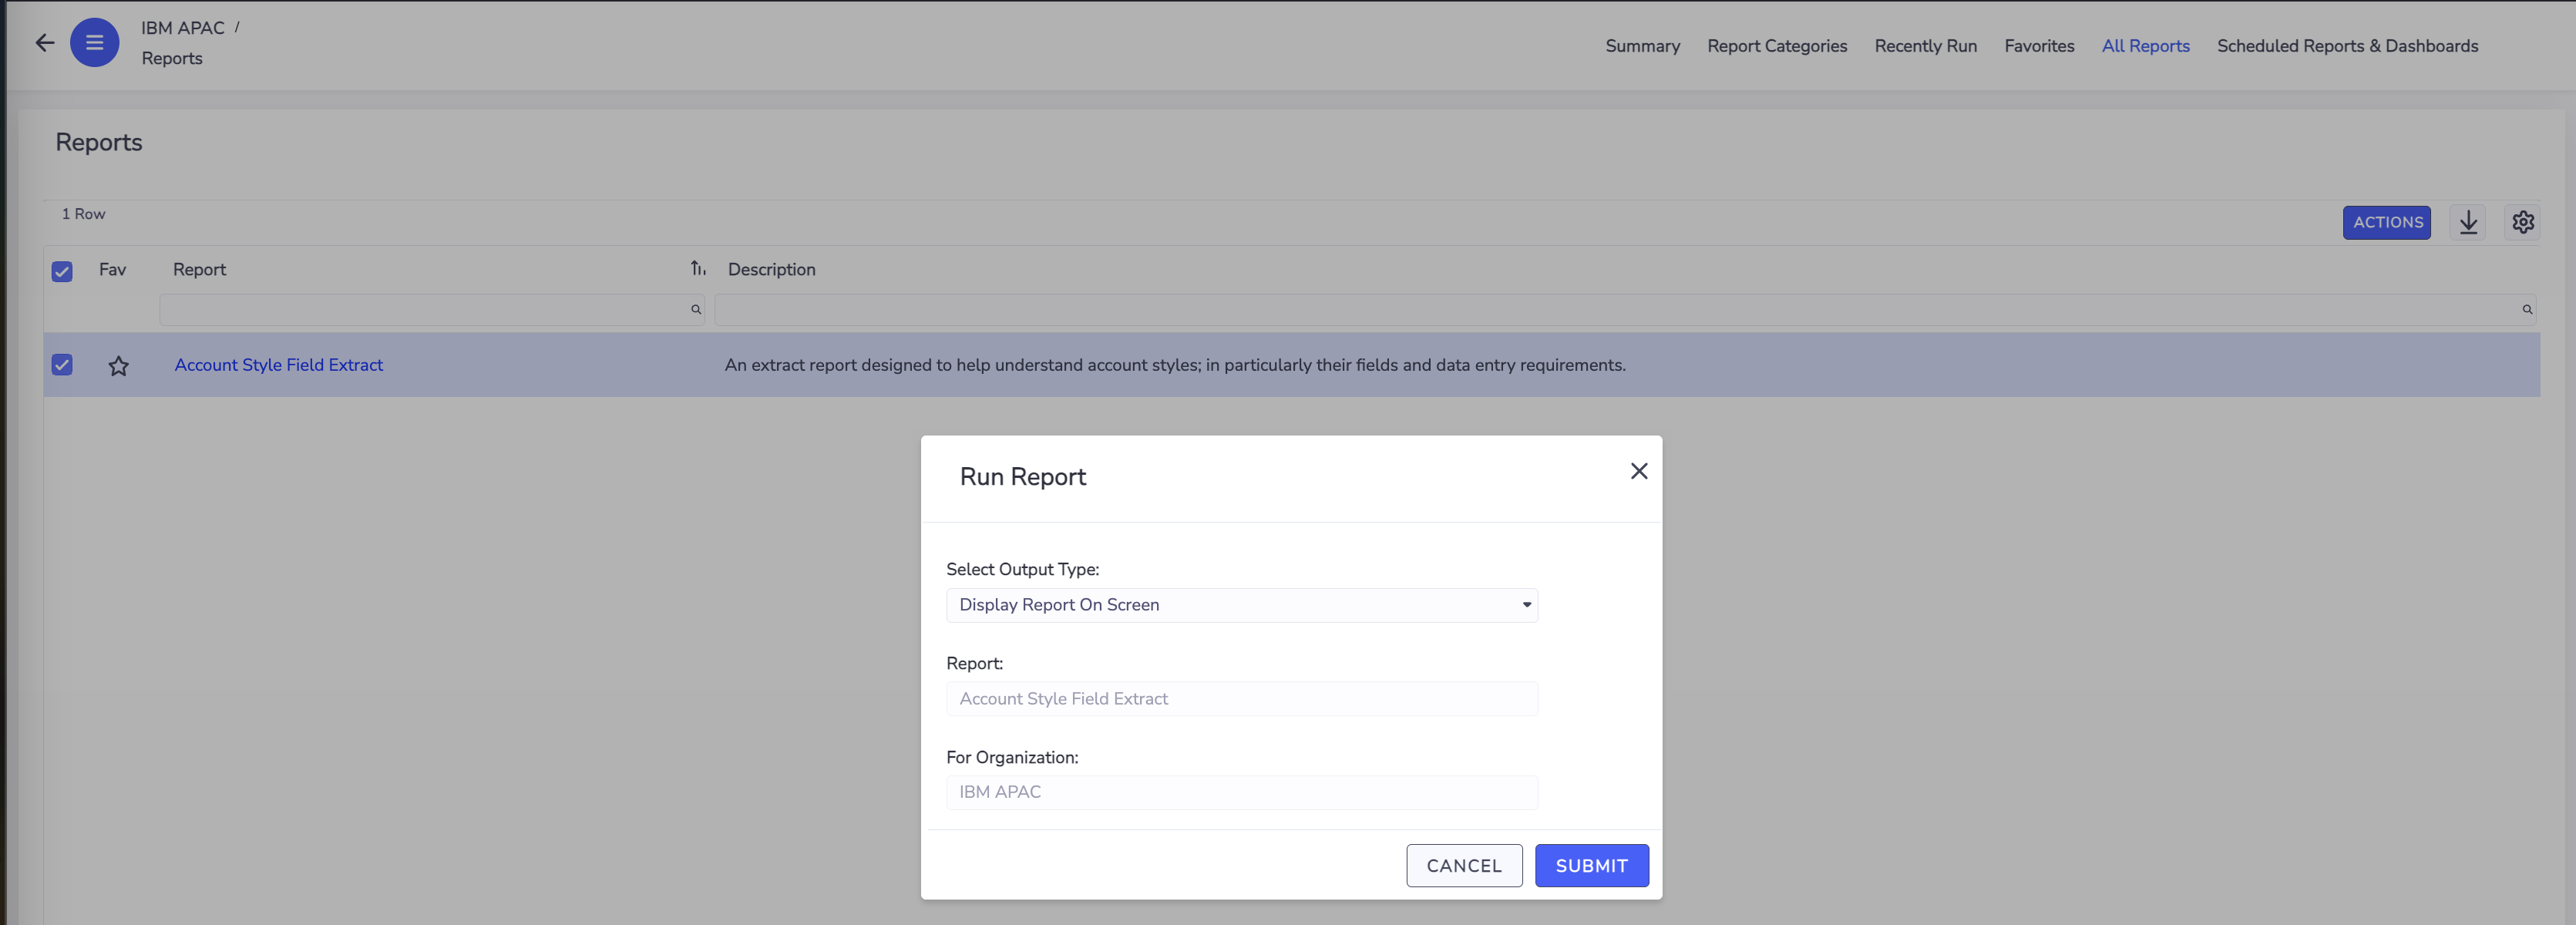 IBM APAC /
Reports
Summary Report Categories Recently Run Favorites All Reports Scheduled Reports & Dashboards
Reports
1 Row
ACTIONS
Fav Report Description
Account Style Field Extract An extract report designed to help understand account styles; in particularly their fields and data entry requirements.
Run Report
Select Output Type:
Display Report On Screen
Report:
Account Style Field Extract
For Organization:
IBM APAC
CANCEL SUBMIT